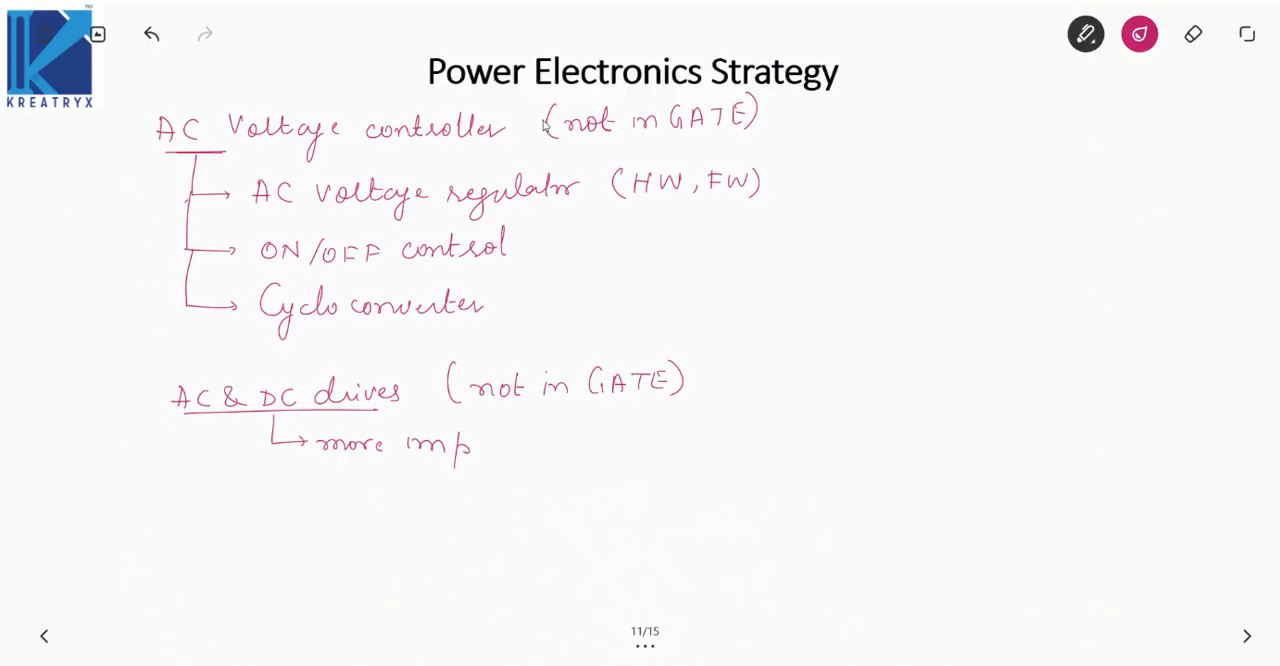 TM
KREATRYX
Power Electronics Strategy
AC Voltage controller (not in GATE)
AC Voltage regulator (HW, FW)
ON/OFF control
Cyclo converter
AC & DC drives (not in GATE)
more imp
11/15